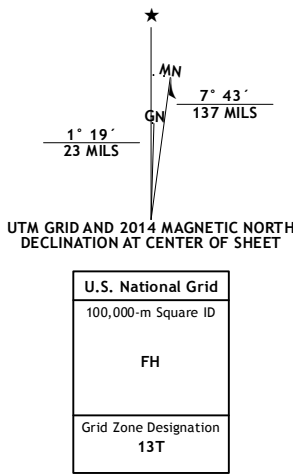 MN
GN
7° 43´
137 MILS
1° 19´
23 MILS
UTM GRID AND 2014 MAGNETIC NORTH
DECLINATION AT CENTER OF SHEET
U.S. National Grid
100,000-m Square ID
FH
Grid Zone Designation
13T